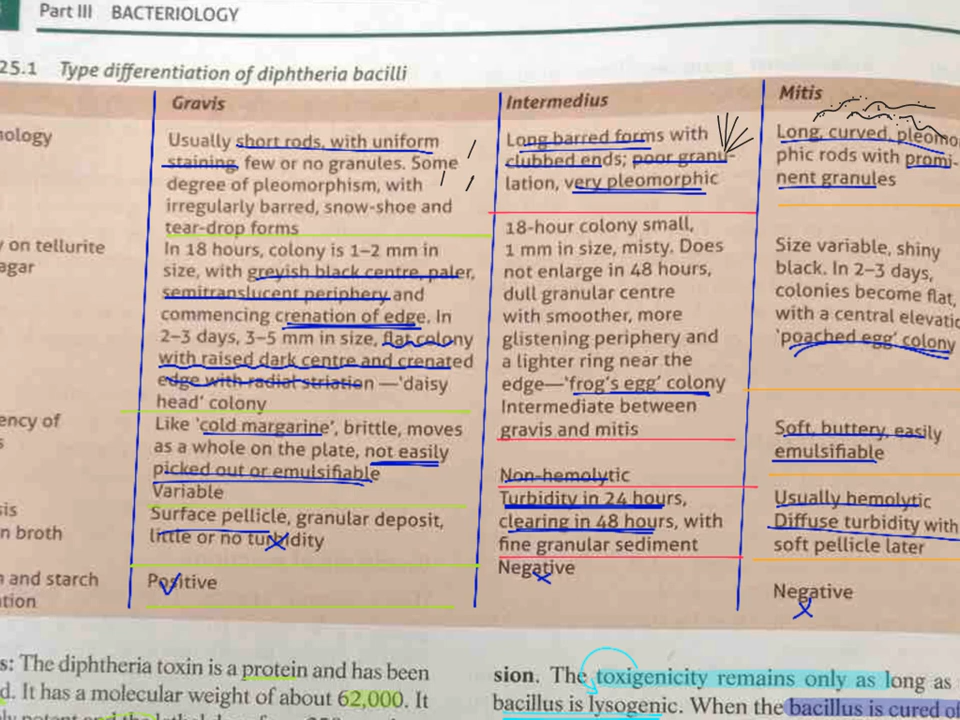 Part III BACTERIOLOGY
25.1 Type differentiation of diphtheria bacilli
Gravis
Intermedius
Mitis
Usually short rods, with uniform
staining, few or no granules. Some
degree of pleomorphism, with
irregularly barred, snow-shoe and
tear-drop forms
Long barred forms with
clubbed ends; poor granu-
lation, very pleomorphic
Long, curved, pleomo
phic rods with promi-
nent granules
on tellurite
agar
In 18 hours, colony is 1–2 mm in
size, with greyish black centre, paler,
semitranslucent periphery and
commencing crenation of edge. In
2–3 days, 3–5 mm in size, flat colony
with raised dark centre and crenated
edge with radial striation —'daisy
head' colony
18-hour colony small,
1 mm in size, misty. Does
not enlarge in 48 hours,
dull granular centre
with smoother, more
glistening periphery and
a lighter ring near the
edge—'frog's egg' colony
Size variable, shiny
black. In 2–3 days,
colonies become flat,
with a central elevatio
'poached egg' colony
ency of
Like 'cold margarine', brittle, moves
as a whole on the plate, not easily
picked out or emulsifiable
Intermediate between
gravis and mitis
Soft, buttery, easily
emulsifiable
sis
Variable
Non-hemolytic
Usually hemolytic
n broth
Surface pellicle, granular deposit,
little or no turbidity
Turbidity in 24 hours,
clearing in 48 hours, with
fine granular sediment
Diffuse turbidity with
soft pellicle later
and starch
tion
Positive
Negative
Negative
s: The diphtheria toxin is a protein and has been
d. It has a molecular weight of about 62,000. It
sion. The toxigenicity remains only as long as
bacillus is lysogenic. When the bacillus is cured of